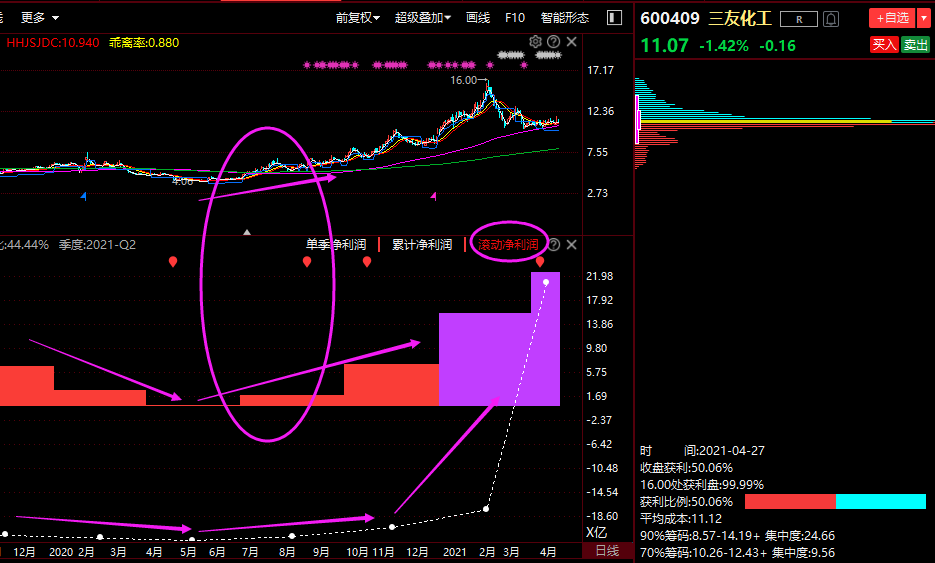 更多 前复权 超级叠加 画线 F10 智能形态
HHJSJDC:10.940 乖离率:0.880
16.00
4.08
17.17
12.36
7.55
2.73
比:44.44% 季度:2021-Q2 单季净利润 累计净利润 滚动净利润
21.98
17.92
13.86
9.80
5.75
1.69
-2.37
-6.42
-10.48
-14.54
-18.60
X亿
12月 2020 2月 3月 4月 5月 6月 7月 8月 9月 10月 11月 12月 2021 2月 3月 4月 日线
600409 三友化工 R +自选
11.07 -1.42% -0.16 买入 卖出
时 间:2021-04-27
收盘获利:50.06%
16.00处获利盘:99.99%
获利比例:50.06%
平均成本:11.12
90%筹码:8.57-14.19+ 集中度:24.66
70%筹码:10.26-12.43+ 集中度:9.56